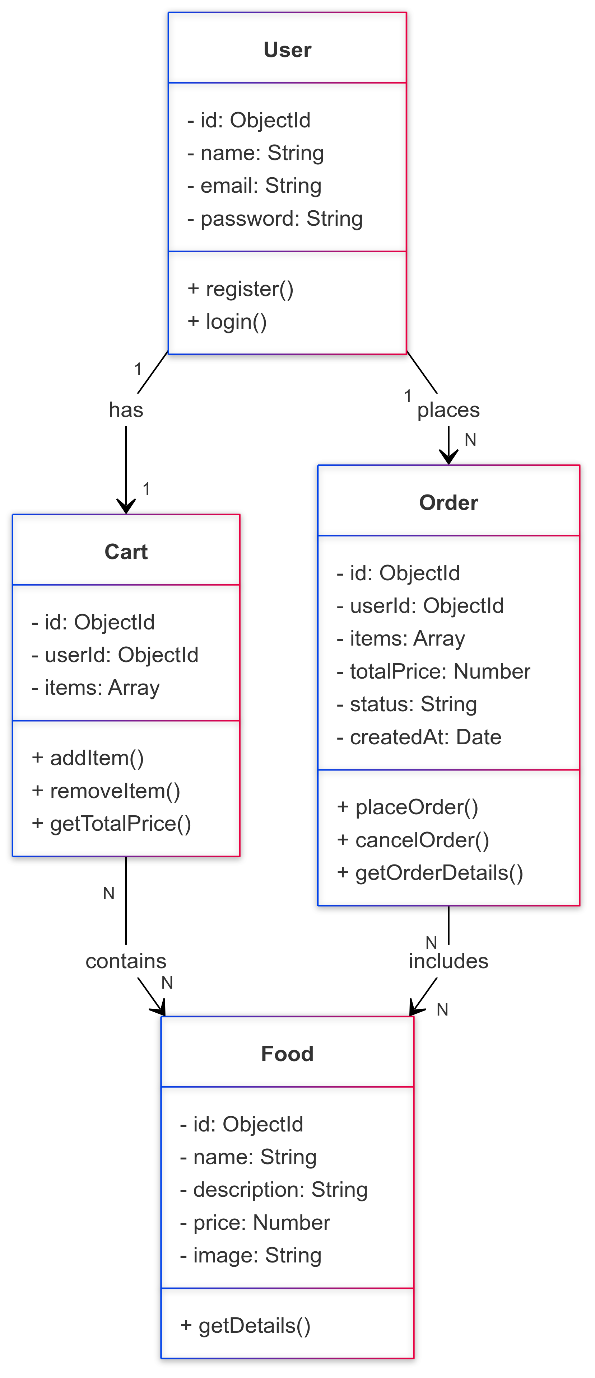 User
- id: ObjectId
- name: String
- email: String
- password: String
+ register()
+ login()
1
has
1
1
places
N
Cart
- id: ObjectId
- userId: ObjectId
- items: Array
+ addItem()
+ removeItem()
+ getTotalPrice()
Order
- id: ObjectId
- userId: ObjectId
- items: Array
- totalPrice: Number
- status: String
- createdAt: Date
+ placeOrder()
+ cancelOrder()
+ getOrderDetails()
N
contains
N
N
includes
N
Food
- id: ObjectId
- name: String
- description: String
- price: Number
- image: String
+ getDetails()